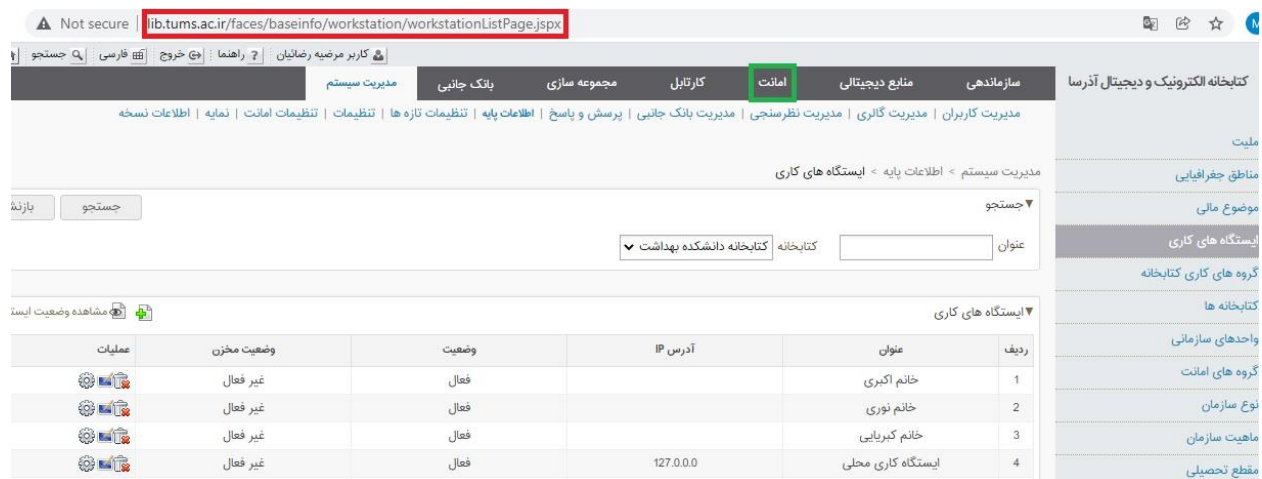 Not secure | lib.tums.ac.ir/faces/baseinfo/workstation/workstationListPage.jspx
کاربر مرضیه رضائیان | راهنما | خروج | فارسی | جستجو
کتابخانه الکترونیک و دیجیتال آذرسا
سازماندهی منابع دیجیتالی امانت کارتابل مجموعه سازی بانک جانبی مدیریت سیستم
مدیریت کاربران | مدیریت گالری | مدیریت نظرسنجی | مدیریت بانک جانبی | پرسش و پاسخ | اطلاعات پایه | تنظیمات تازه ها | تنظیمات | تنظیمات امانت | نمایه | اطلاعات نسخه
ملیت
مناطق جغرافیایی
موضوع مالی
ایستگاه های کاری
گروه های کاری کتابخانه
کتابخانه ها
واحدهای سازمانی
گروه های امانت
نوع سازمان
ماهیت سازمان
مقطع تحصیلی
مدیریت سیستم > اطلاعات پایه > ایستگاه های کاری
▼جستجو
جستجو
عنوان کتابخانه کتابخانه دانشکده بهداشت
▼ایستگاه های کاری
مشاهده وضعیت
ردیف عنوان آدرس IP وضعیت وضعیت مخزن عملیات
1 خانم اکبری فعال غیر فعال
2 خانم نوری فعال غیر فعال
3 خانم کبریایی فعال غیر فعال
4 ایستگاه کاری محلی 127.0.0.0 فعال غیر فعال